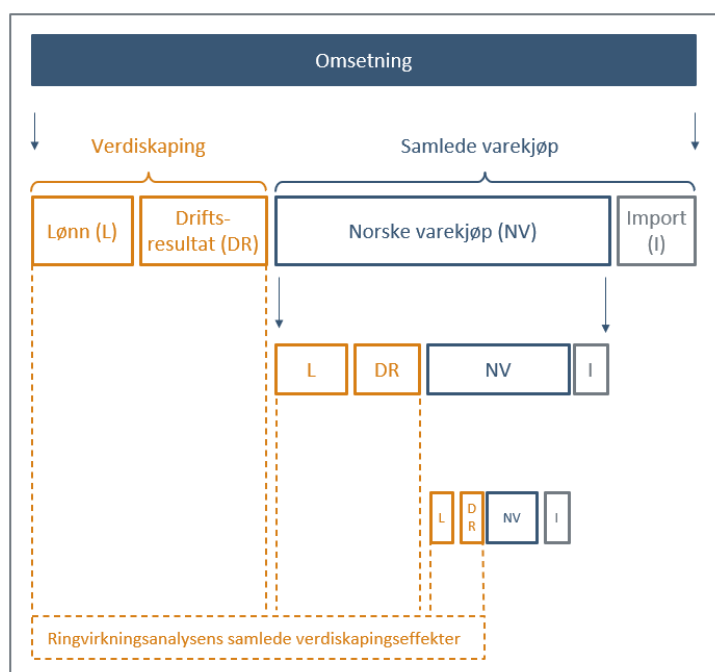 Omsetning
Verdiskaping
Samlede varekjøp
Lønn (L)
Drifts-
resultat (DR)
Norske varekjøp (NV)
Import
(I)
L
DR
NV
I
L
D
R
NV
I
Ringvirkningsanalysens samlede verdiskapingseffekter